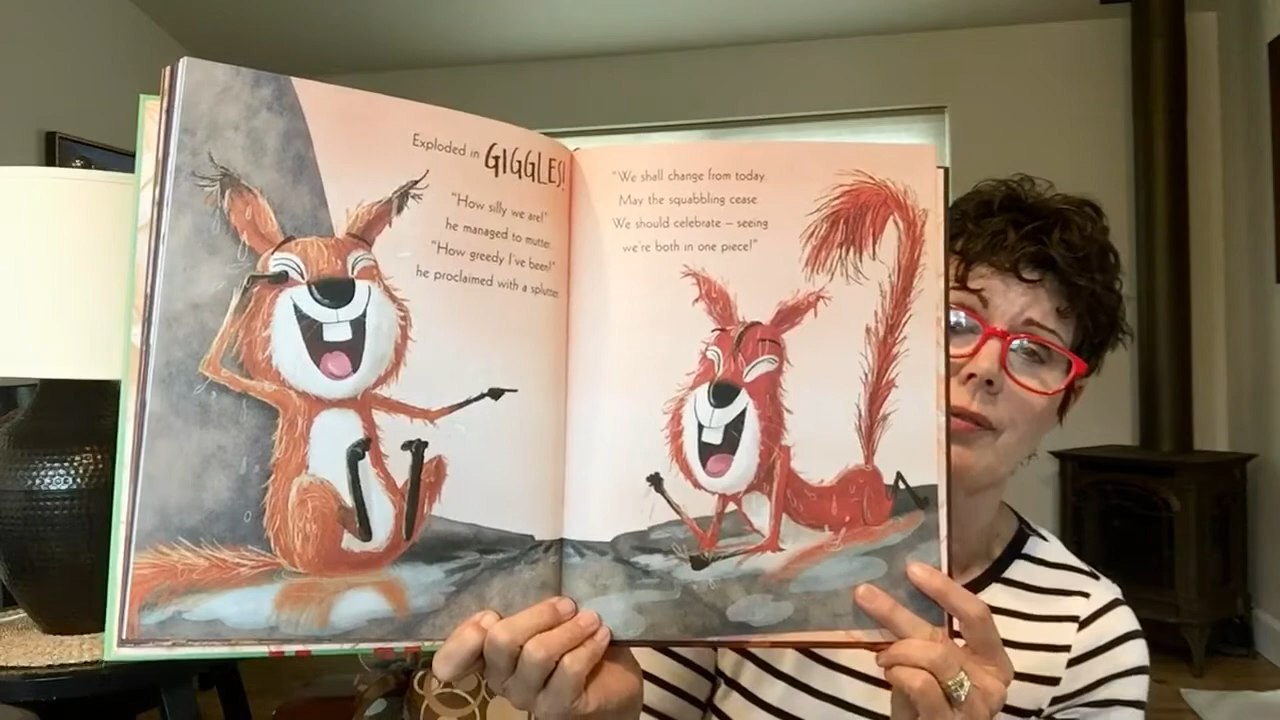 Exploded in GIGGLES!
"How silly we are!"
he managed to mutter.
"How greedy I've been!"
he proclaimed with a splutter.
"We shall change from today.
May the squabbling cease.
We should celebrate – seeing
we're both in one piece!"